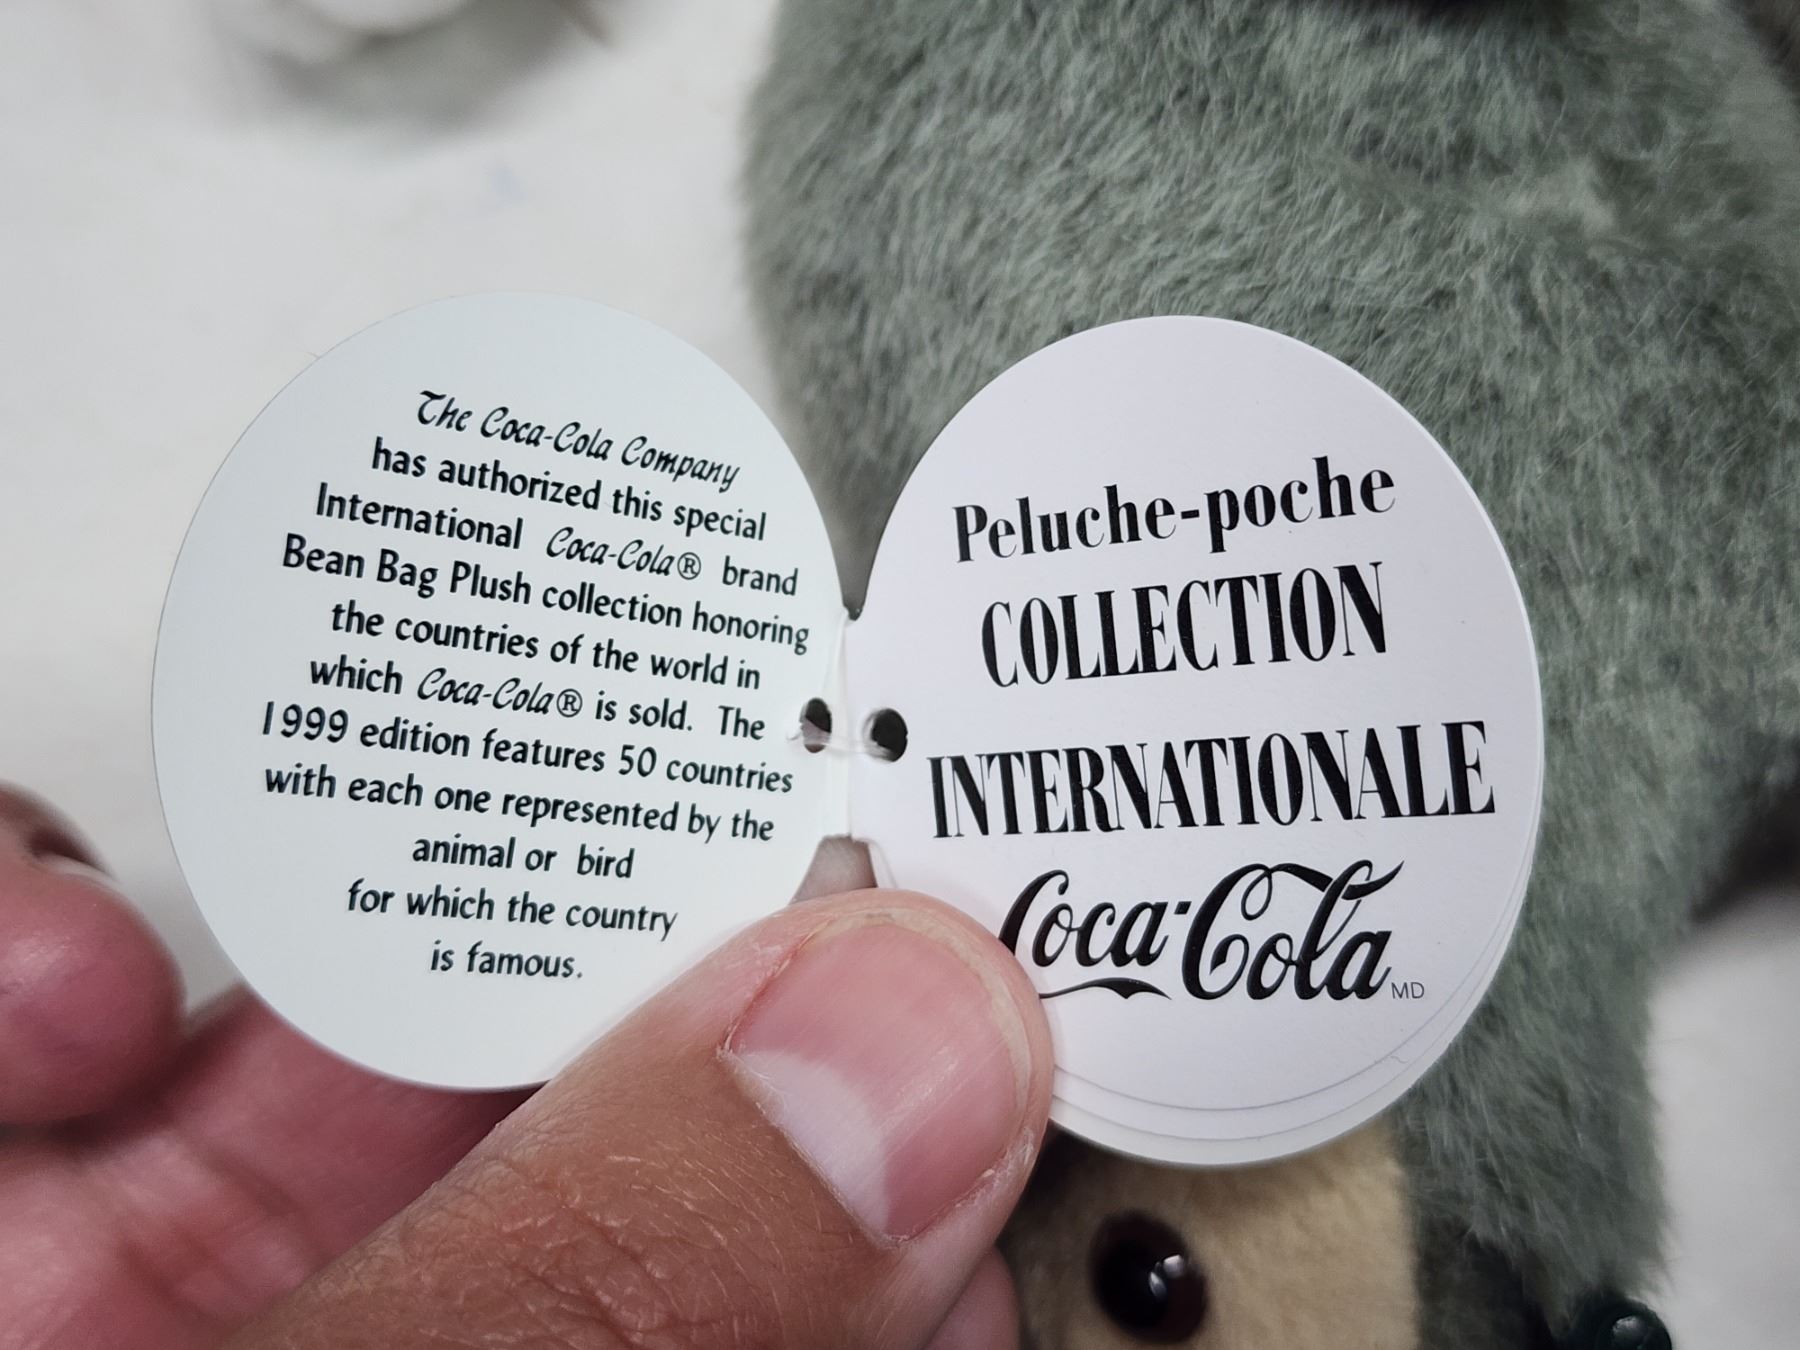 The Coca-Cola Company
has authorized this special
International Coca-Cola® brand
Bean Bag Plush collection honoring
the countries of the world in
which Coca-Cola® is sold. The
1999 edition features 50 countries
with each one represented by the
animal or bird
for which the country
is famous.
Peluche-poche
COLLECTION
INTERNATIONALE
Coca-Cola MD